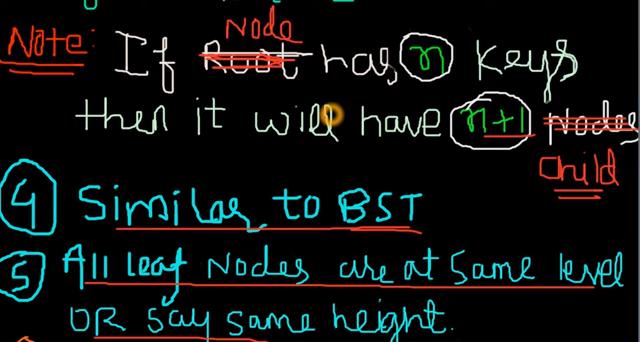 Node
Note: If Root has n keys
then it will have n+1 Nodes
child
4 Similar to BST
5 All leaf Nodes are at same level
OR say same height.